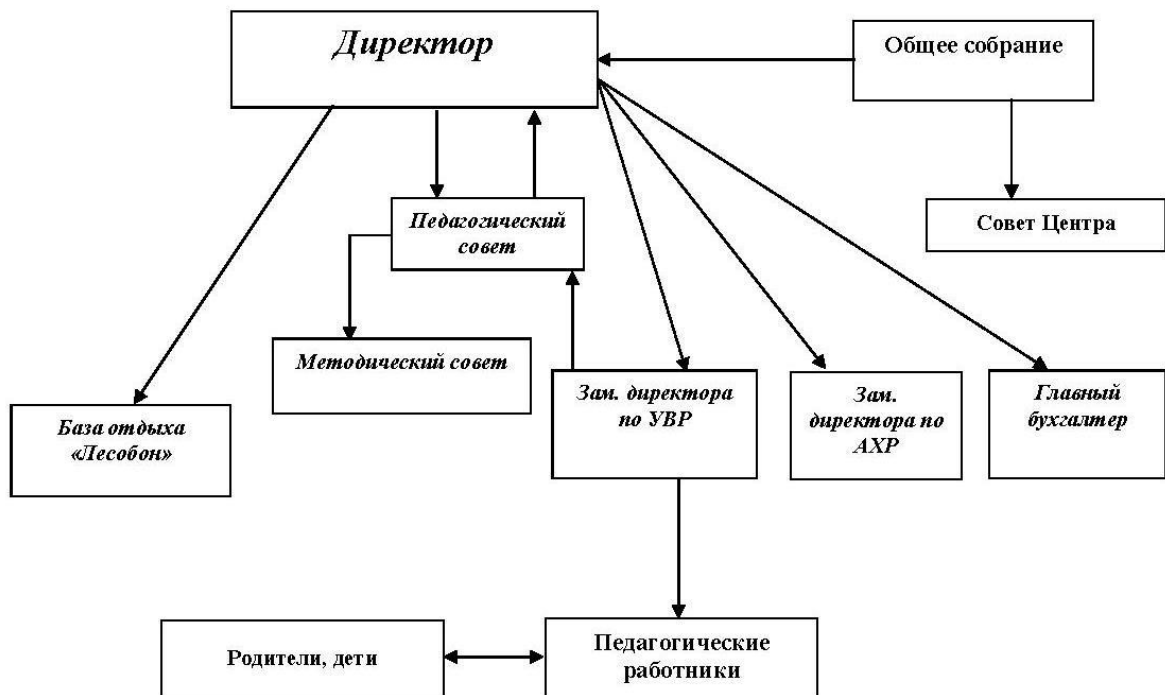 Директор
Общее собрание
Педагогический
совет
Совет Центра
Методический совет
База отдыха
«Лесобон»
Зам. директора
по УВР
Зам.
директора по
АХР
Главный
бухгалтер
Родители, дети
Педагогические
работники